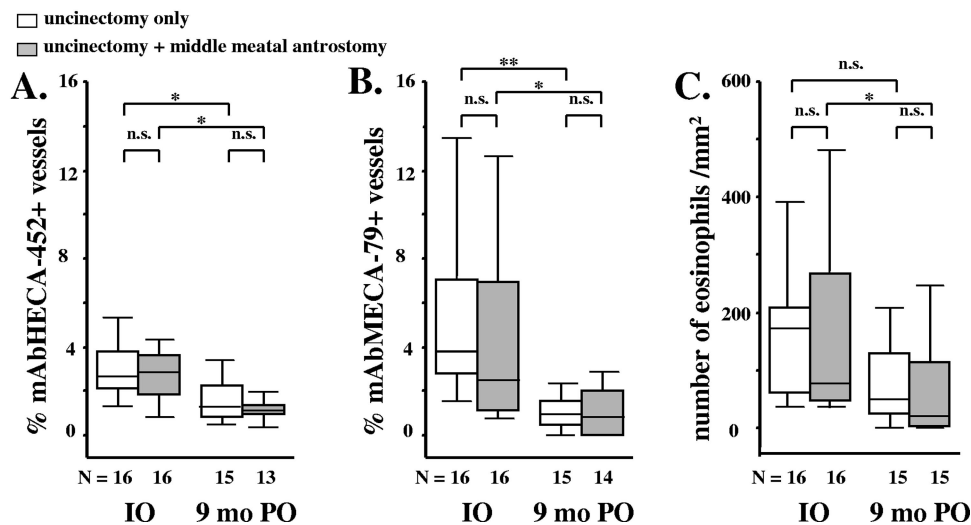 uncinectomy only
uncinectomy + middle meatal antrostomy
A.
% mAbHECA-452+ vessels
16
12
8
4
0
*
*
n.s.
n.s.
N = 16 16 15 13
IO 9 mo PO
B.
% mAbMECA-79+ vessels
16
12
8
4
0
**
*
n.s.
n.s.
N = 16 16 15 14
IO 9 mo PO
C.
number of eosinophils /mm²
600
400
200
0
n.s.
*
n.s.
n.s.
N = 16 16 15 15
IO 9 mo PO